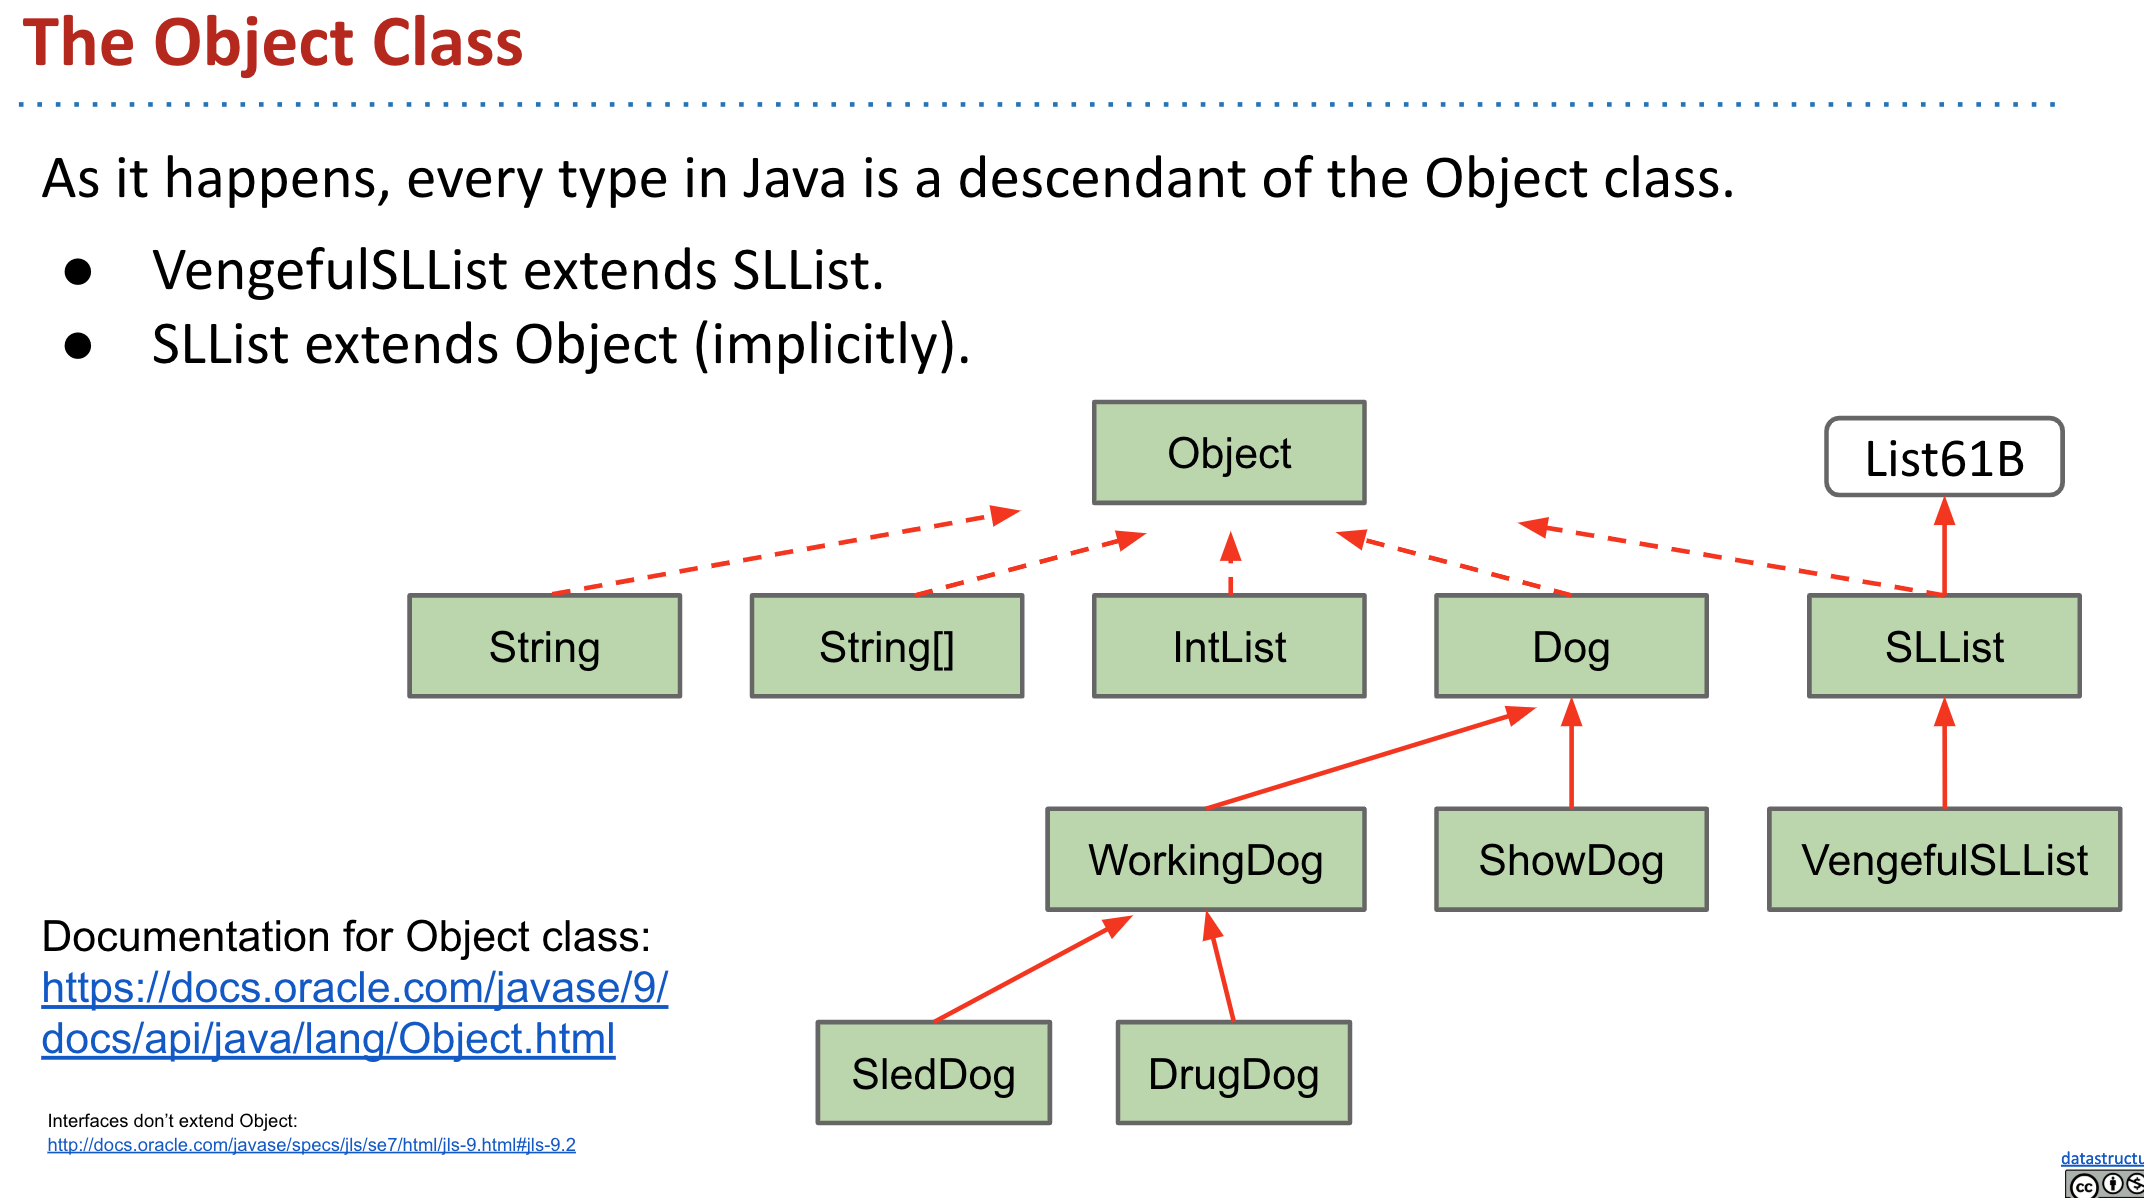 The Object Class
As it happens, every type in Java is a descendant of the Object class.
● VengefulSLList extends SLList.
● SLList extends Object (implicitly).
Object
List61B
String
String[]
IntList
Dog
SLList
WorkingDog
ShowDog
VengefulSLList
SledDog
DrugDog
Documentation for Object class:
https://docs.oracle.com/javase/9/
docs/api/java/lang/Object.html
Interfaces don’t extend Object:
http://docs.oracle.com/javase/specs/jls/se7/html/jls-9.html#jls-9.2
datastructu
cc